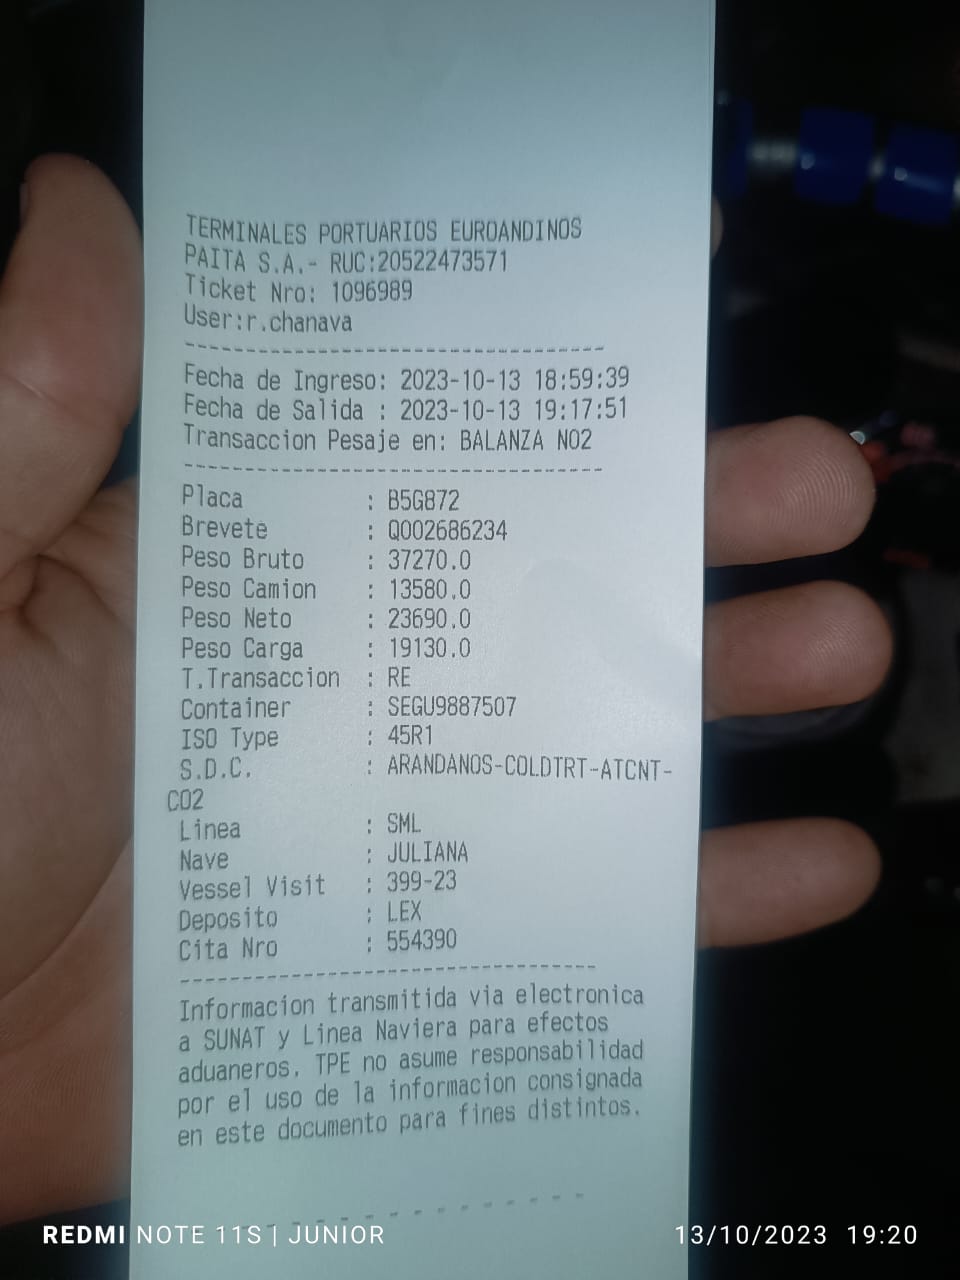 TERMINALES PORTUARIOS EUROANDINOS
PAITA S.A.- RUC:20522473571
Ticket Nro: 1096989
User:r.chanava
----------------------------------
Fecha de Ingreso: 2023-10-13 18:59:39
Fecha de Salida : 2023-10-13 19:17:51
Transaccion Pesaje en: BALANZA NO2
----------------------------------
Placa : B5G872
Brevete : Q002686234
Peso Bruto : 37270.0
Peso Camion : 13580.0
Peso Neto : 23690.0
Peso Carga : 19130.0
T.Transaccion : RE
Container : SEGU9887507
ISO Type : 45R1
S.D.C. : ARANDANOS-COLDTRT-ATCNT-
CO2
Linea : SML
Nave : JULIANA
Vessel Visit : 399-23
Deposito : LEX
Cita Nro : 554390
----------------------------------
Informacion transmitida via electronica
a SUNAT y Linea Naviera para efectos
aduaneros. TPE no asume responsabilidad
por el uso de la informacion consignada
en este documento para fines distintos.
REDMI NOTE 11S | JUNIOR
13/10/2023 19:20